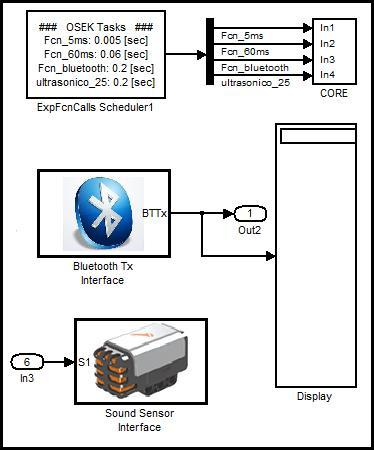 ### OSEK Tasks ###
Fcn_5ms: 0.005 [sec]
Fcn_60ms: 0.06 [sec]
Fcn_bluetooth: 0.2 [sec]
ultrasonico_25: 0.2 [sec]
ExpFcnCalls Scheduler1
Fcn_5ms
Fcn_60ms
Fcn_bluetooth
ultrasonico_25
In1
In2
In3
In4
CORE
BTTx
Bluetooth Tx
Interface
1
Out2
Display
6
In3
S1
Sound Sensor
Interface